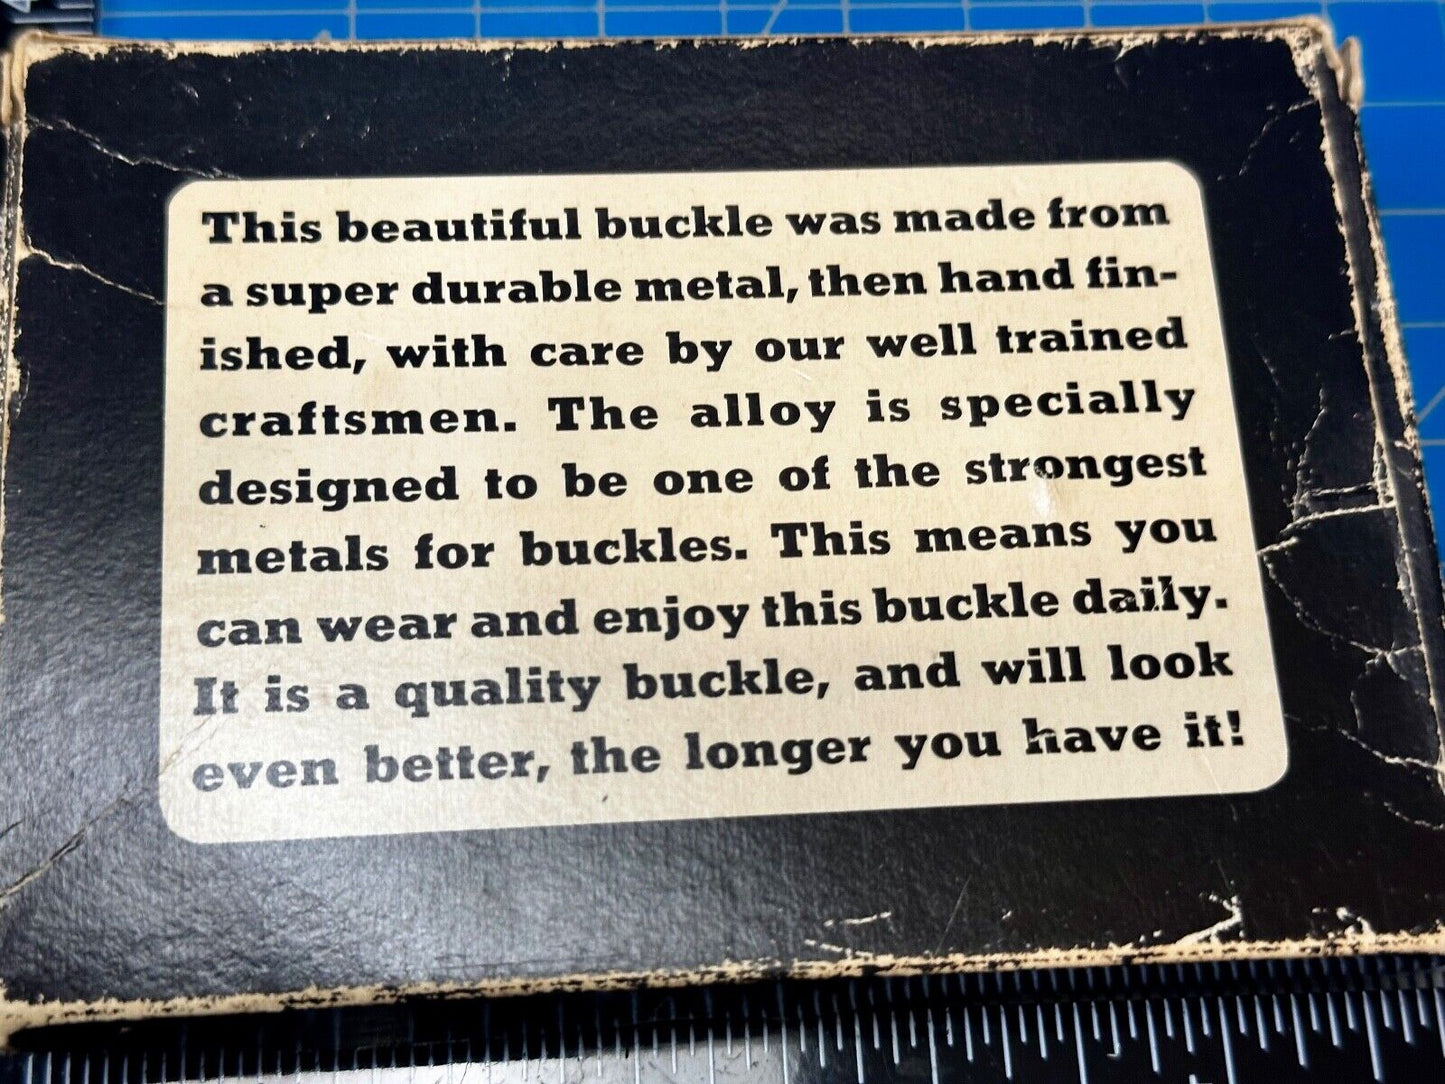 This beautiful buckle was made from
a super durable metal, then hand fin-
ished, with care by our well trained
craftsmen. The alloy is specially
designed to be one of the strongest
metals for buckles. This means you
can wear and enjoy this buckle daily.
It is a quality buckle, and will look
even better, the longer you have it!